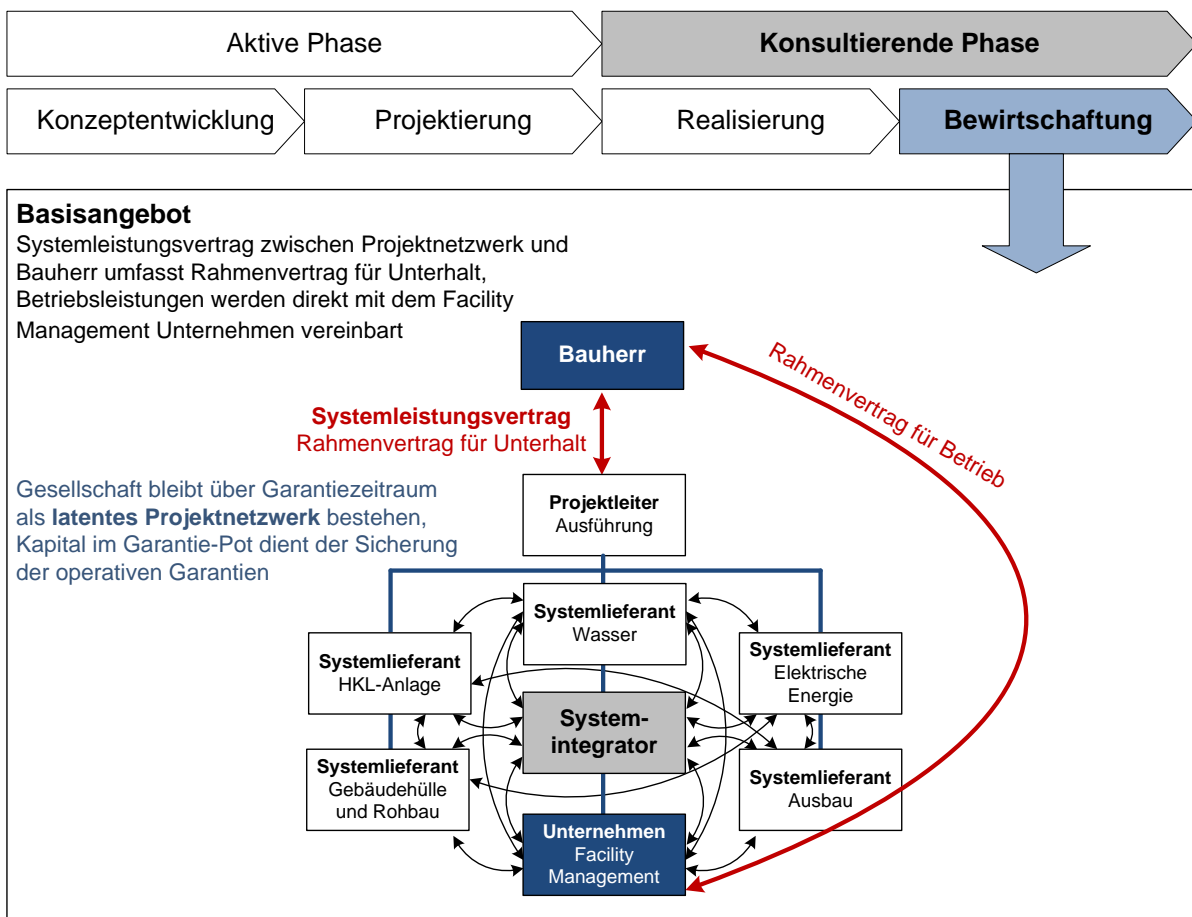 Aktive Phase
Konsultierende Phase
Konzeptentwicklung
Projektierung
Realisierung
Bewirtschaftung
Basisangebot
Systemleistungsvertrag zwischen Projektnetzwerk und
Bauherr umfasst Rahmenvertrag für Unterhalt,
Betriebsleistungen werden direkt mit dem Facility
Management Unternehmen vereinbart
Bauherr
Rahmenvertrag für Betrieb
Systemleistungsvertrag
Rahmenvertrag für Unterhalt
Gesellschaft bleibt über Garantiezeitraum
als latentes Projektnetzwerk bestehen,
Kapital im Garantie-Pot dient der Sicherung
der operativen Garantien
Projektleiter
Ausführung
Systemlieferant
Wasser
Systemlieferant
HKL-Anlage
Systemlieferant
Elektrische
Energie
System-
integrator
Systemlieferant
Gebäudehülle
und Rohbau
Systemlieferant
Ausbau
Unternehmen
Facility
Management